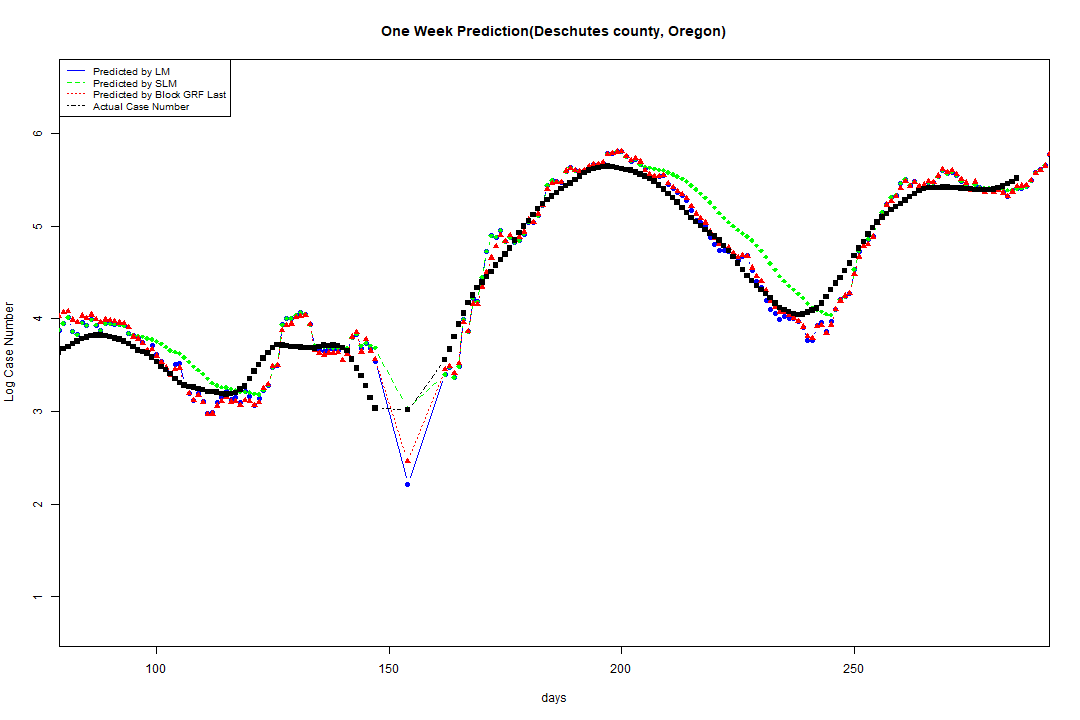 One Week Prediction(Deschutes county, Oregon)
Predicted by LM
Predicted by SLM
Predicted by Block GRF Last
Actual Case Number
Log Case Number
6
5
4
3
2
1
100 150 200 250
days